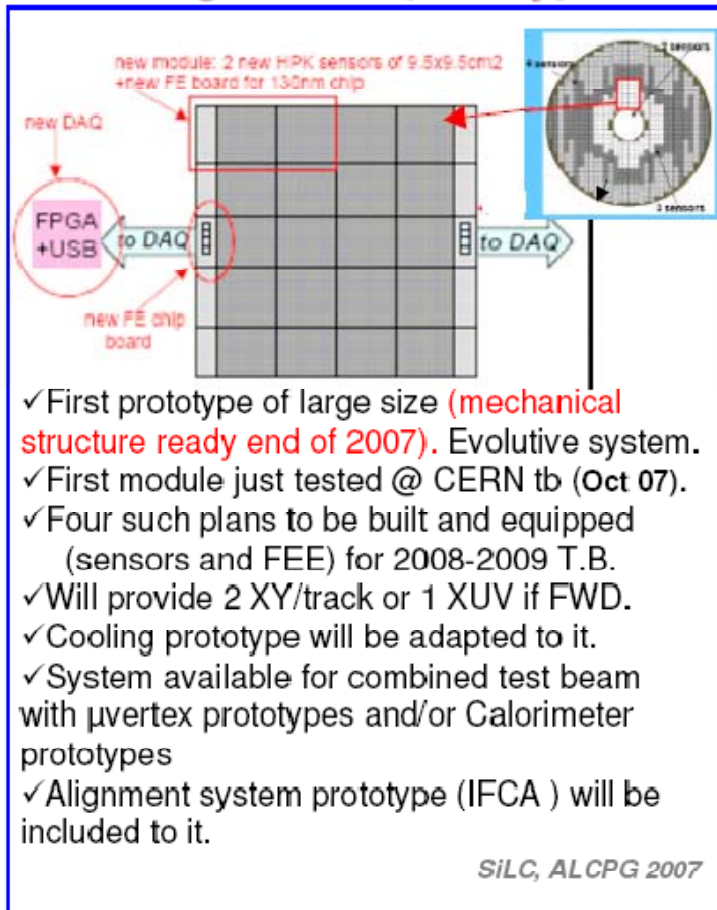 new module: 2 new HPK sensors of 9.5x9.5cm2
+new FE board for 130nm chip
new DAQ
FPGA
+USB
to DAQ
to DAQ
new FE chip
board
4 sensors
2 sensors
3 sensors
✓First prototype of large size (mechanical
structure ready end of 2007). Evolutive system.
✓First module just tested @ CERN tb (Oct 07).
✓Four such plans to be built and equipped
(sensors and FEE) for 2008-2009 T.B.
✓Will provide 2 XY/track or 1 XUV if FWD.
✓Cooling prototype will be adapted to it.
✓System available for combined test beam
with µvertex prototypes and/or Calorimeter
prototypes
✓Alignment system prototype (IFCA ) will be
included to it.
SiLC, ALCPG 2007